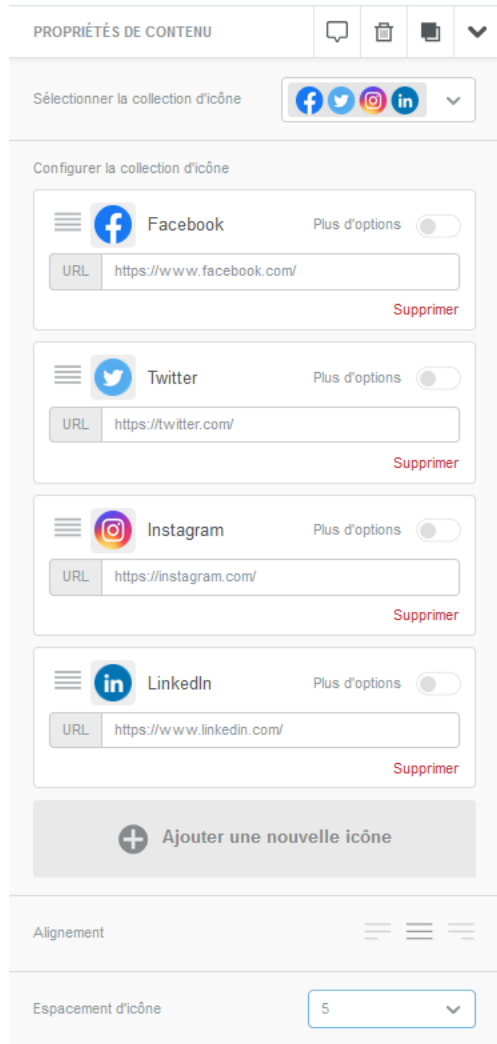 PROPRIÉTÉS DE CONTENU
Sélectionner la collection d'icône
Configurer la collection d'icône
Facebook Plus d'options
URL https://www.facebook.com/
Supprimer
Twitter Plus d'options
URL https://twitter.com/
Supprimer
Instagram Plus d'options
URL https://instagram.com/
Supprimer
LinkedIn Plus d'options
URL https://www.linkedin.com/
Supprimer
Ajouter une nouvelle icône
Alignement
Espacement d'icône 5